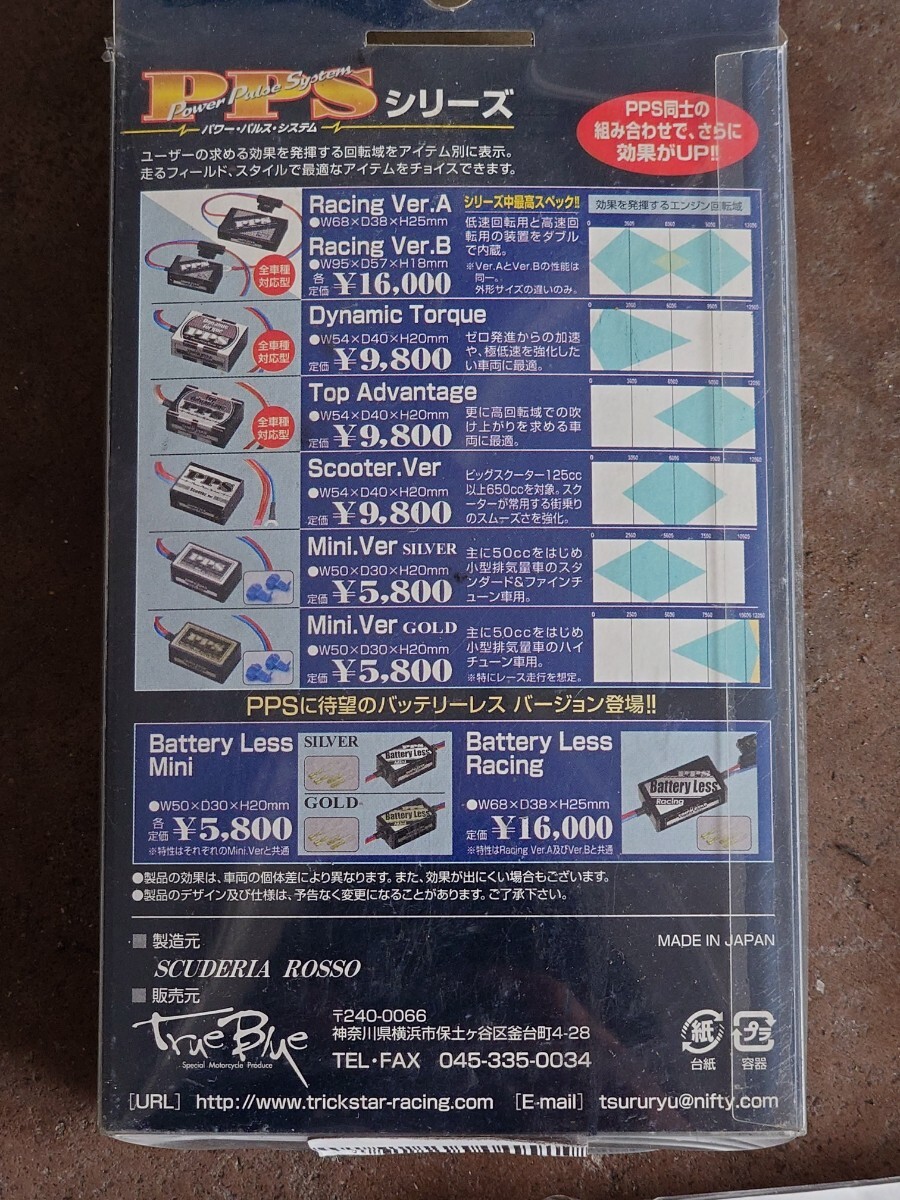 PPS シリーズ
Power Pulse System
パワー・パルス・システム
PPS同士の
組み合わせで、さらに
効果がUP!!
ユーザーの求める効果を発揮する回転域をアイテム別に表示。
走るフィールド、スタイルで最適なアイテムをチョイスできます。
Racing Ver.A シリーズ中最高スペック!!
●W68×D38×H25mm
Racing Ver.B
●W95×D57×H18mm
各定価 ¥16,000
全車種対応型
低速回転用と高速回
転用の装置をダブル
で内蔵。
※Ver.AとVer.Bの性能は
同一。
外形サイズの違いのみ。
効果を発揮するエンジン回転域
Dynamic Torque
●W54×D40×H20mm
定価 ¥9,800
全車種対応型
ゼロ発進からの加速
や、極低速を強化した
い車両に最適。
Top Advantage
●W54×D40×H20mm
定価 ¥9,800
全車種対応型
更に高回転域での吹
け上がりを求める車
両に最適。
Scooter.Ver
●W54×D40×H20mm
定価 ¥9,800
ビッグスクーター125cc
以上650ccを対象。スク
ーターが常用する街乗り
のスムーズさを強化。
Mini.Ver SILVER
●W50×D30×H20mm
定価 ¥5,800
主に50ccをはじめ
小型排気量車のスタ
ンダード&ファインチ
ューン車用。
Mini.Ver GOLD
●W50×D30×H20mm
定価 ¥5,800
主に50ccをはじめ
小型排気量車のハイ
チューン車用。
※特にレース走行を想定。
PPSに待望のバッテリーレス バージョン登場!!
Battery Less
Mini
●W50×D30×H20mm
各定価 ¥5,800
※特性はそれぞれのMini.Verと共通
SILVER
GOLD
Battery Less
Racing
●W68×D38×H25mm
定価 ¥16,000
※特性はRacing Ver.A及びVer.Bと共通
Battery Less
Racing
●製品の効果は、車両の個体差により異なります。また、効果が出にくい場合もございます。
●製品のデザイン及び仕様は、予告なく変更になることがあります。ご了承下さい。
■ 製造元
MADE IN JAPAN
SCUDERIA ROSSO
■ 販売元
True Blue
Special Motorcycle Produce
〒240-0066
神奈川県横浜市保土ヶ谷区釜台町4-28
TEL・FAX 045-335-0034
紙
台紙
プラ
容器
[URL] http://www.trickstar-racing.com [E-mail] tsururyu@nifty.com